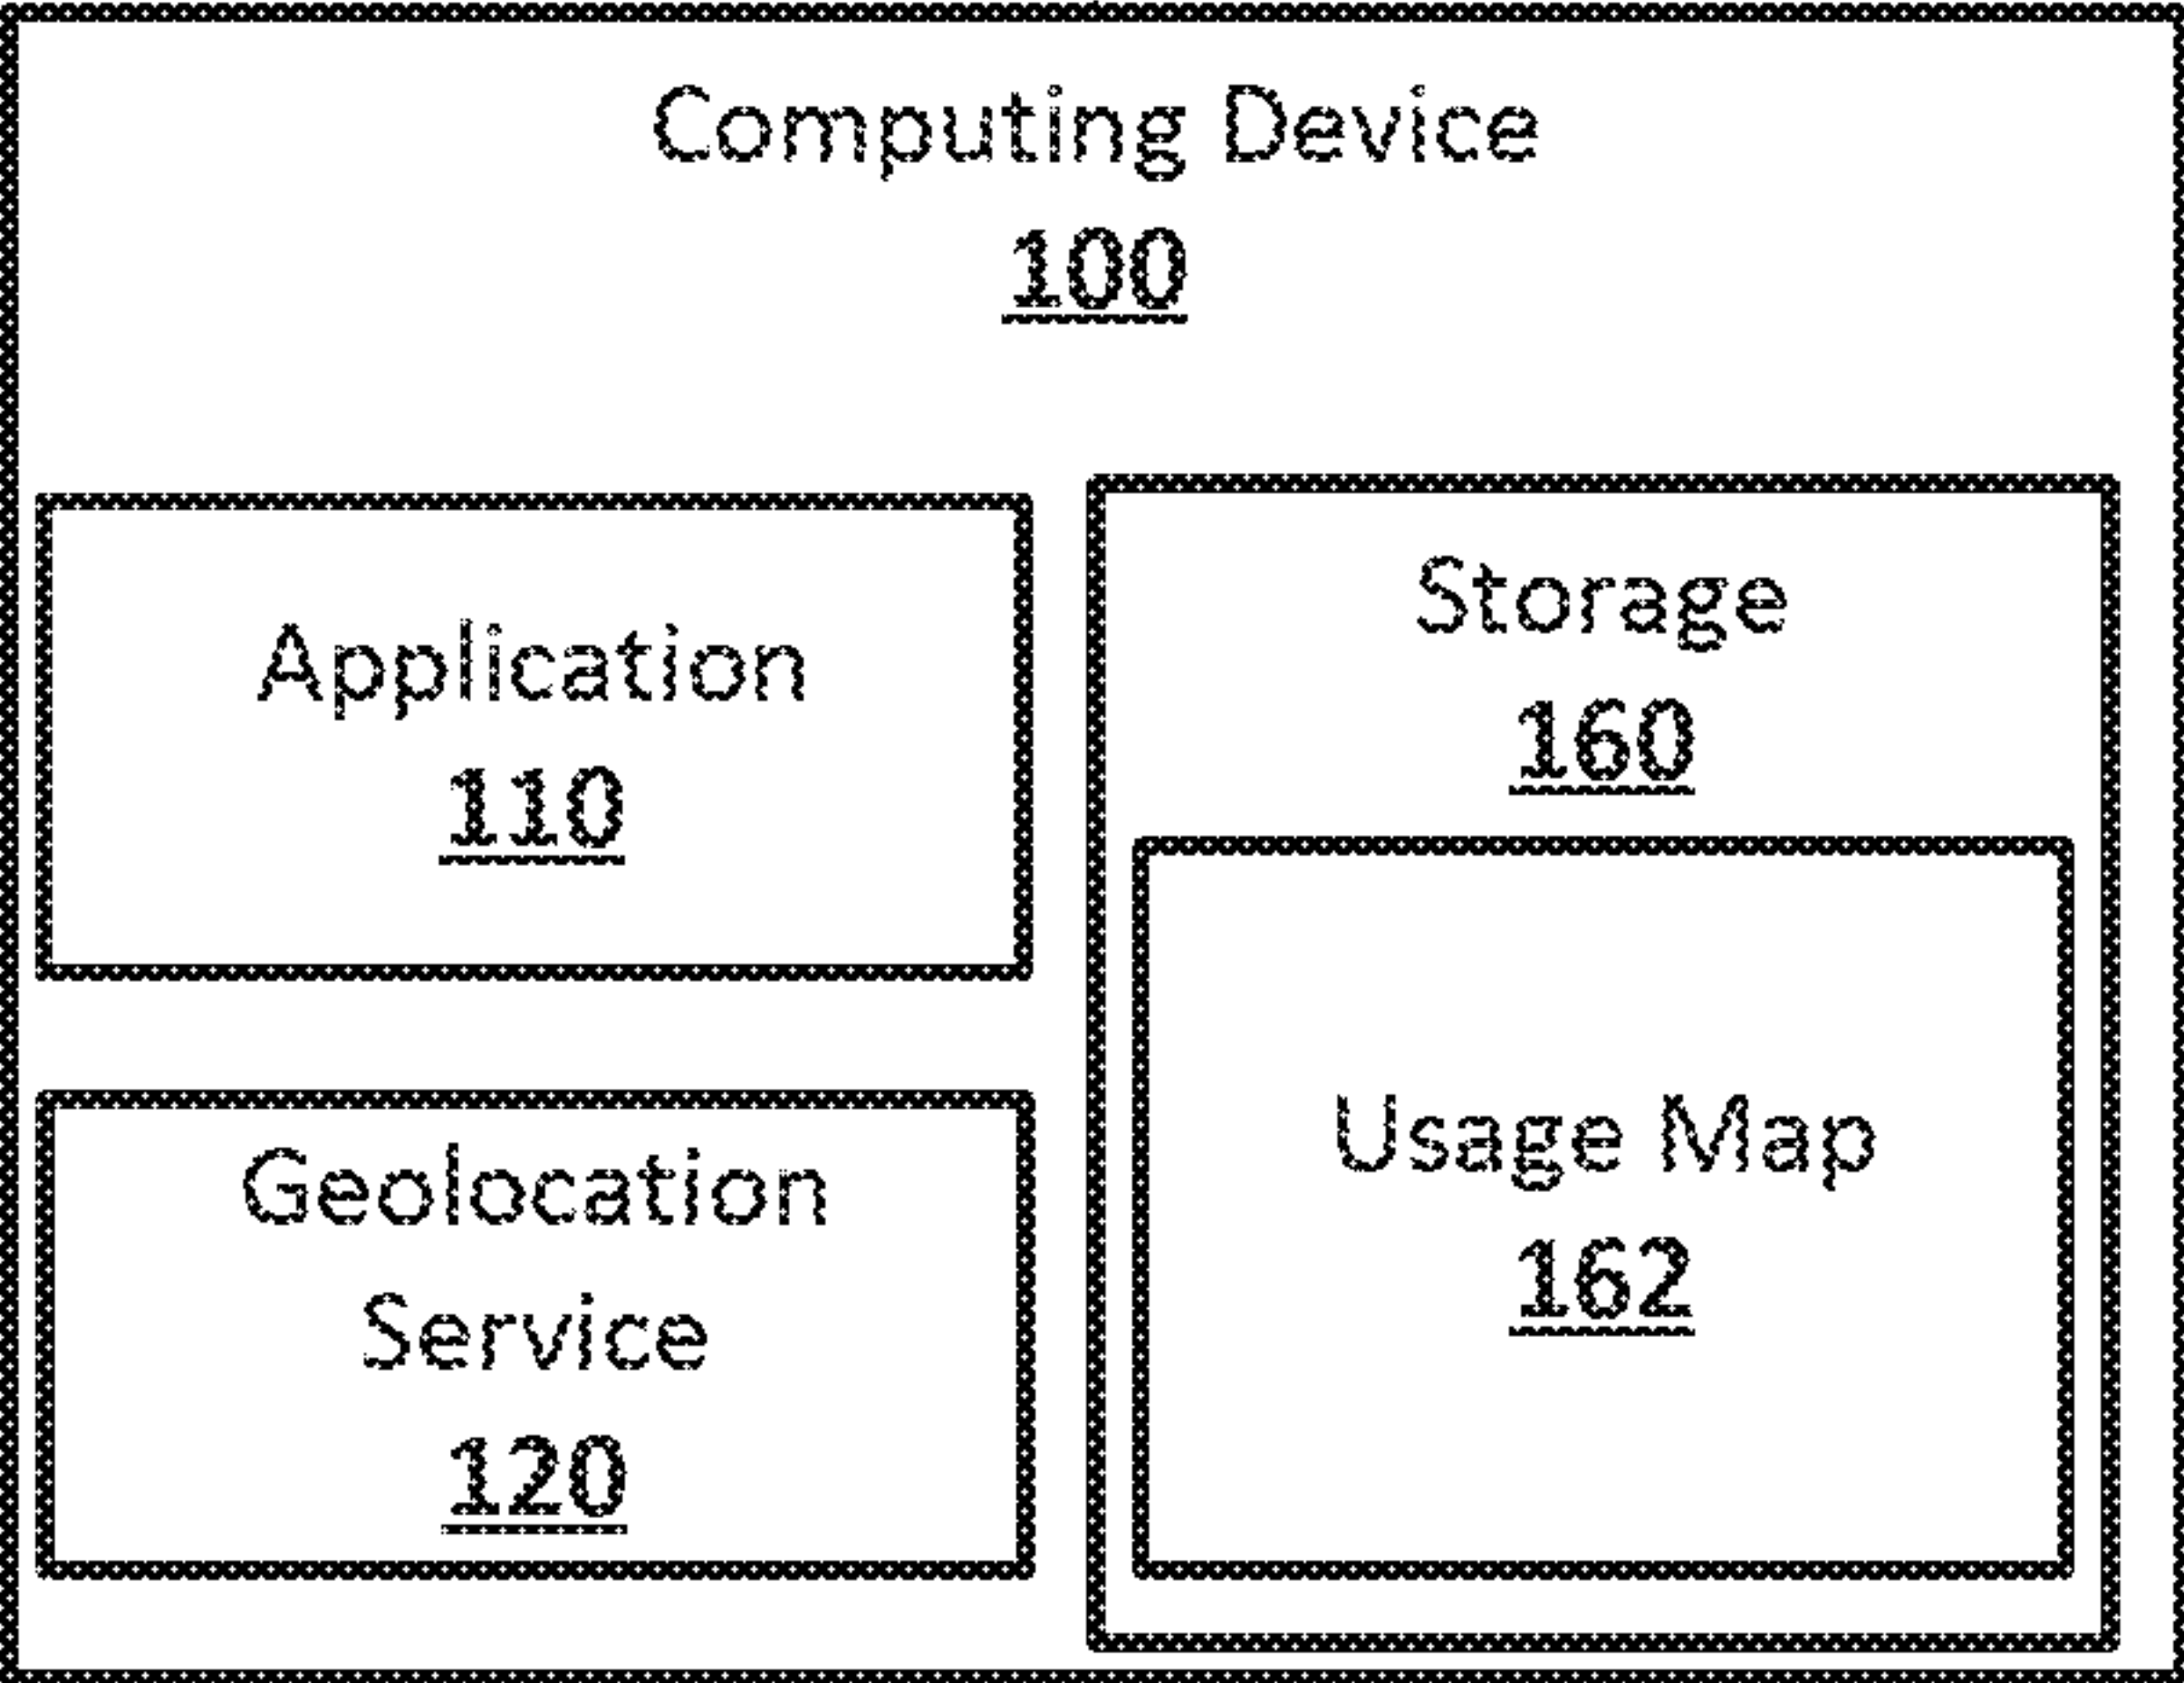 Computing Device
100
Application
110
Geolocation
Service
120
Storage
160
Usage Map
162